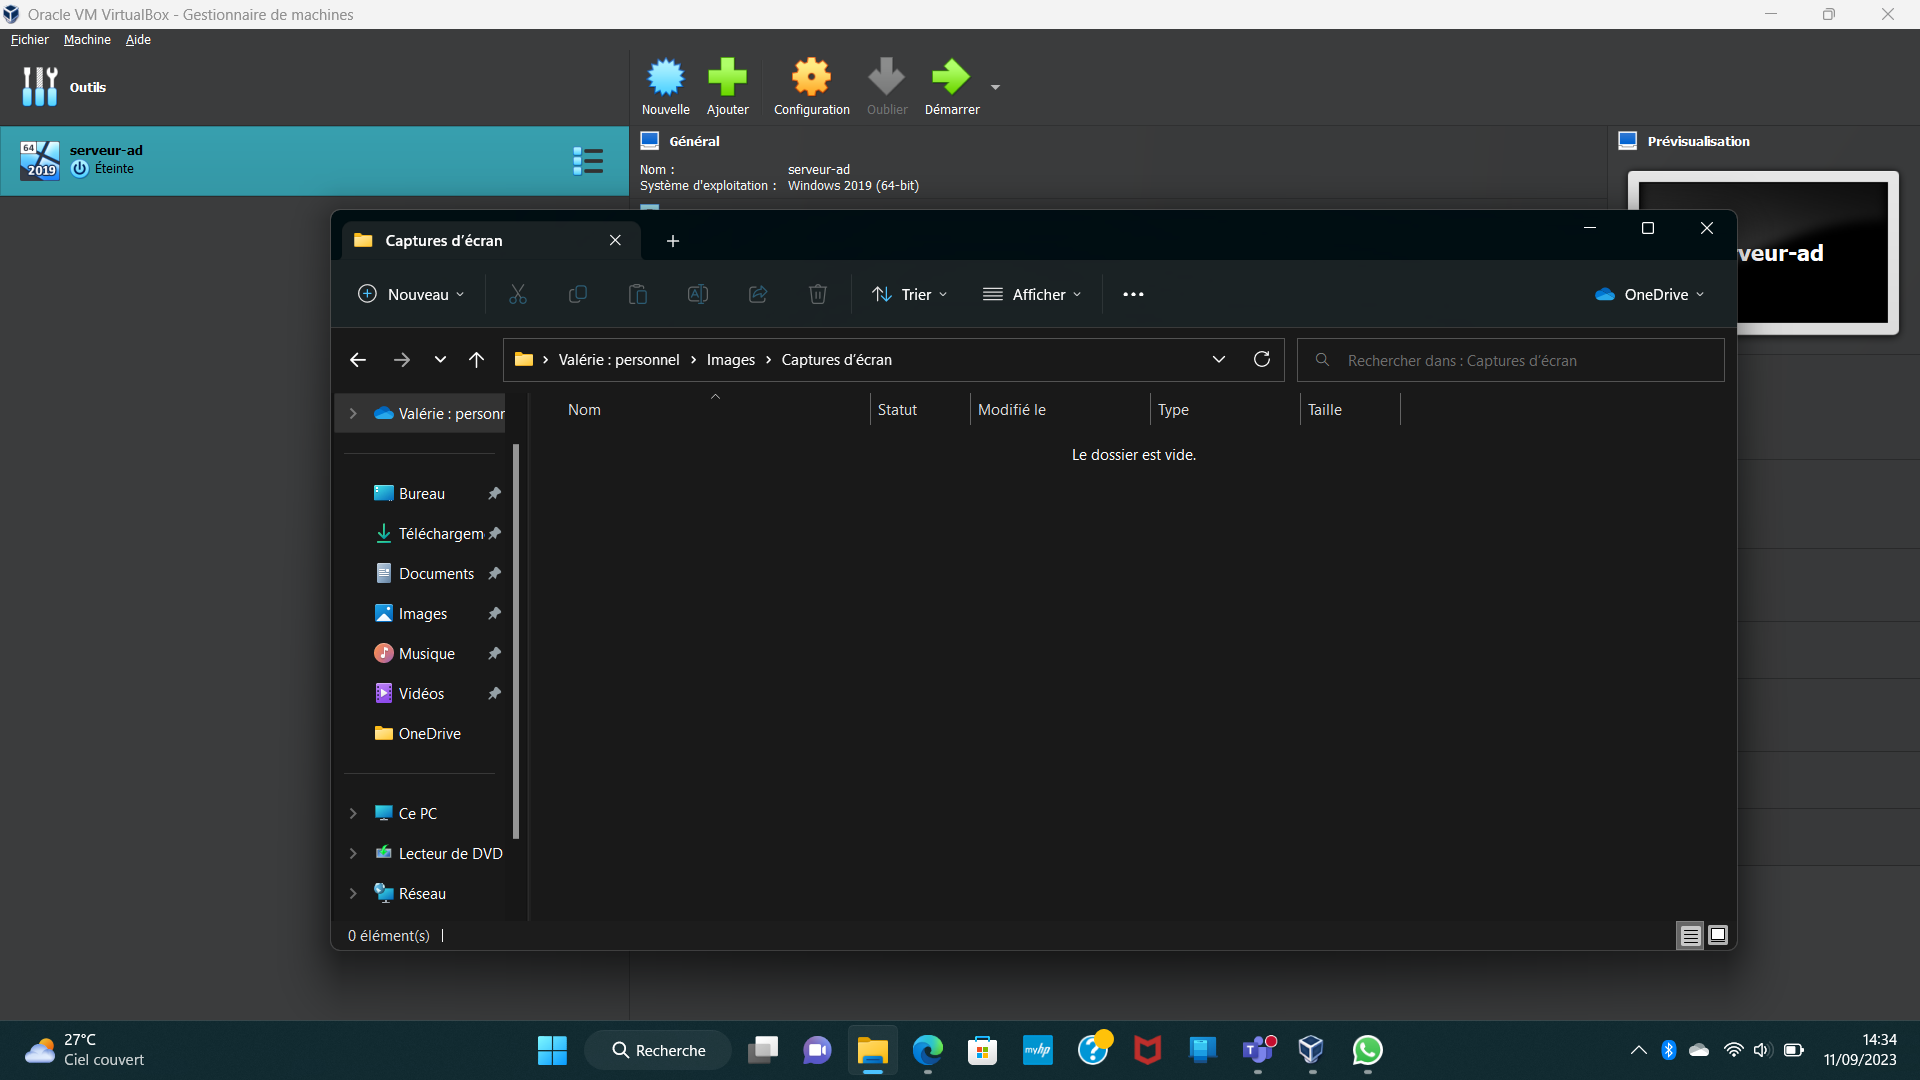 Oracle VM VirtualBox - Gestionnaire de machines
Fichier Machine Aide
Outils
Nouvelle Ajouter Configuration Oublier Démarrer
64
2019
serveur-ad
Éteinte
Général
Nom : serveur-ad
Système d'exploitation : Windows 2019 (64-bit)
Prévisualisation
veur-ad
Captures d'écran
Nouveau Trier Afficher OneDrive
Valérie : personnel Images Captures d'écran
Rechercher dans : Captures d'écran
Valérie : personn
Nom Statut Modifié le Type Taille
Le dossier est vide.
Bureau
Téléchargem
Documents
Images
Musique
Vidéos
OneDrive
Ce PC
Lecteur de DVD
Réseau
0 élément(s)
27°C
Ciel couvert
Recherche
myhp
14:34
11/09/2023